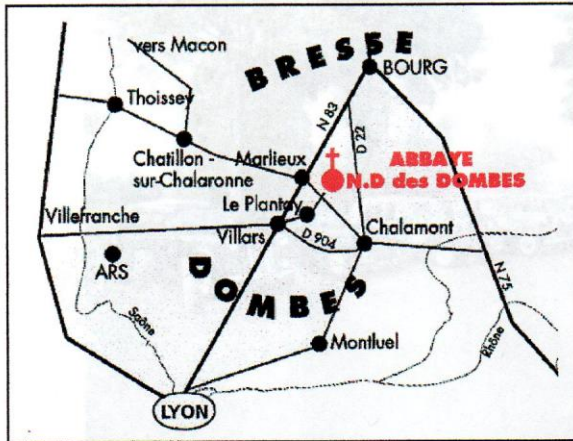 vers Macon
BRESSE
BOURG
Thoissey
N 83
D 22
Chatillon -
sur-Chalaronne
Marlieux
ABBAYE
N.D des DOMBES
Le Plantay
Villefranche
Villars
D 904
Chalamont
ARS
DOMBES
N 75
Saône
Montluel
Rhône
LYON